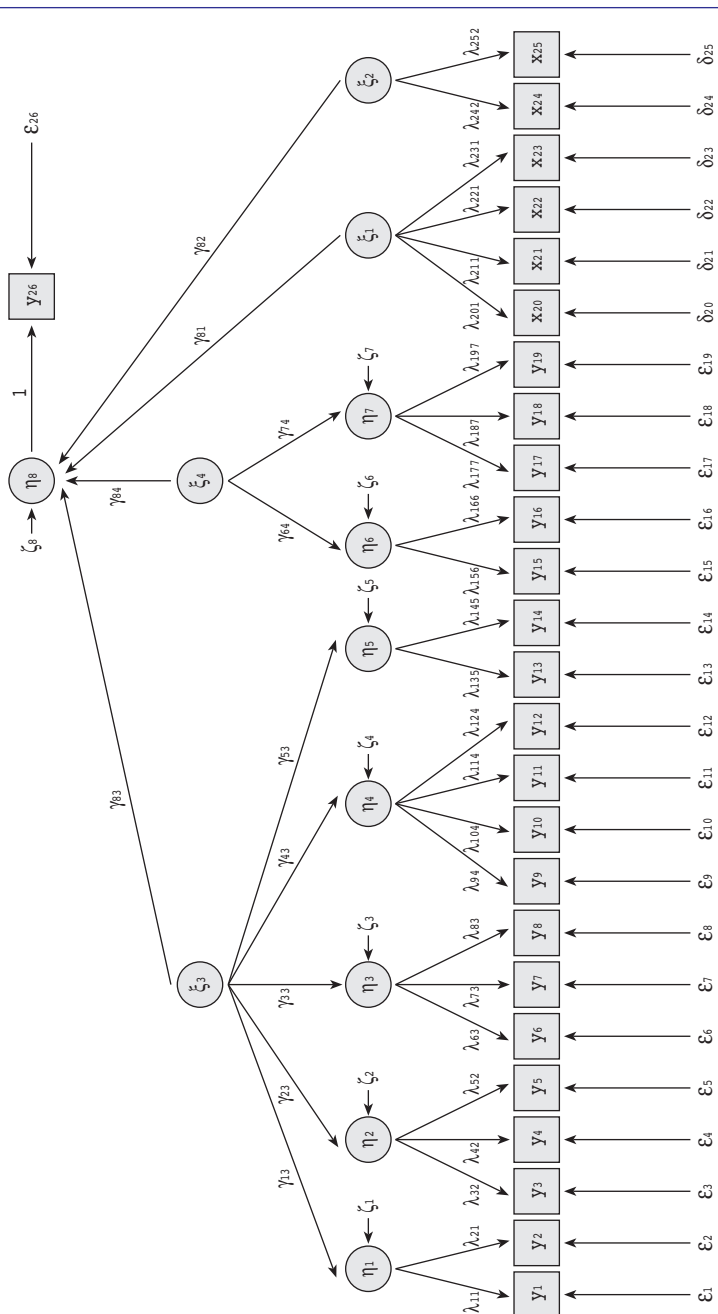 ε26
y26
1
η8
ζ8
γ83
γ84
γ81
γ82
ξ3
ξ4
γ13
γ23
γ33
γ43
γ53
γ64
γ74
ζ1
ζ2
ζ3
ζ4
ζ5
ζ6
ζ7
η1
η2
η3
η4
η5
η6
η7
ξ1
ξ2
λ11
λ21
λ32
λ42
λ52
λ63
λ73
λ83
λ94
λ104
λ114
λ124
λ135
λ145
λ156
λ166
λ177
λ187
λ197
λ201
λ211
λ221
λ231
λ242
λ252
y1
y2
y3
y4
y5
y6
y7
y8
y9
y10
y11
y12
y13
y14
y15
y16
y17
y18
y19
x20
x21
x22
x23
x24
x25
ε1
ε2
ε3
ε4
ε5
ε6
ε7
ε8
ε9
ε10
ε11
ε12
ε13
ε14
ε15
ε16
ε17
ε18
ε19
δ20
δ21
δ22
δ23
δ24
δ25